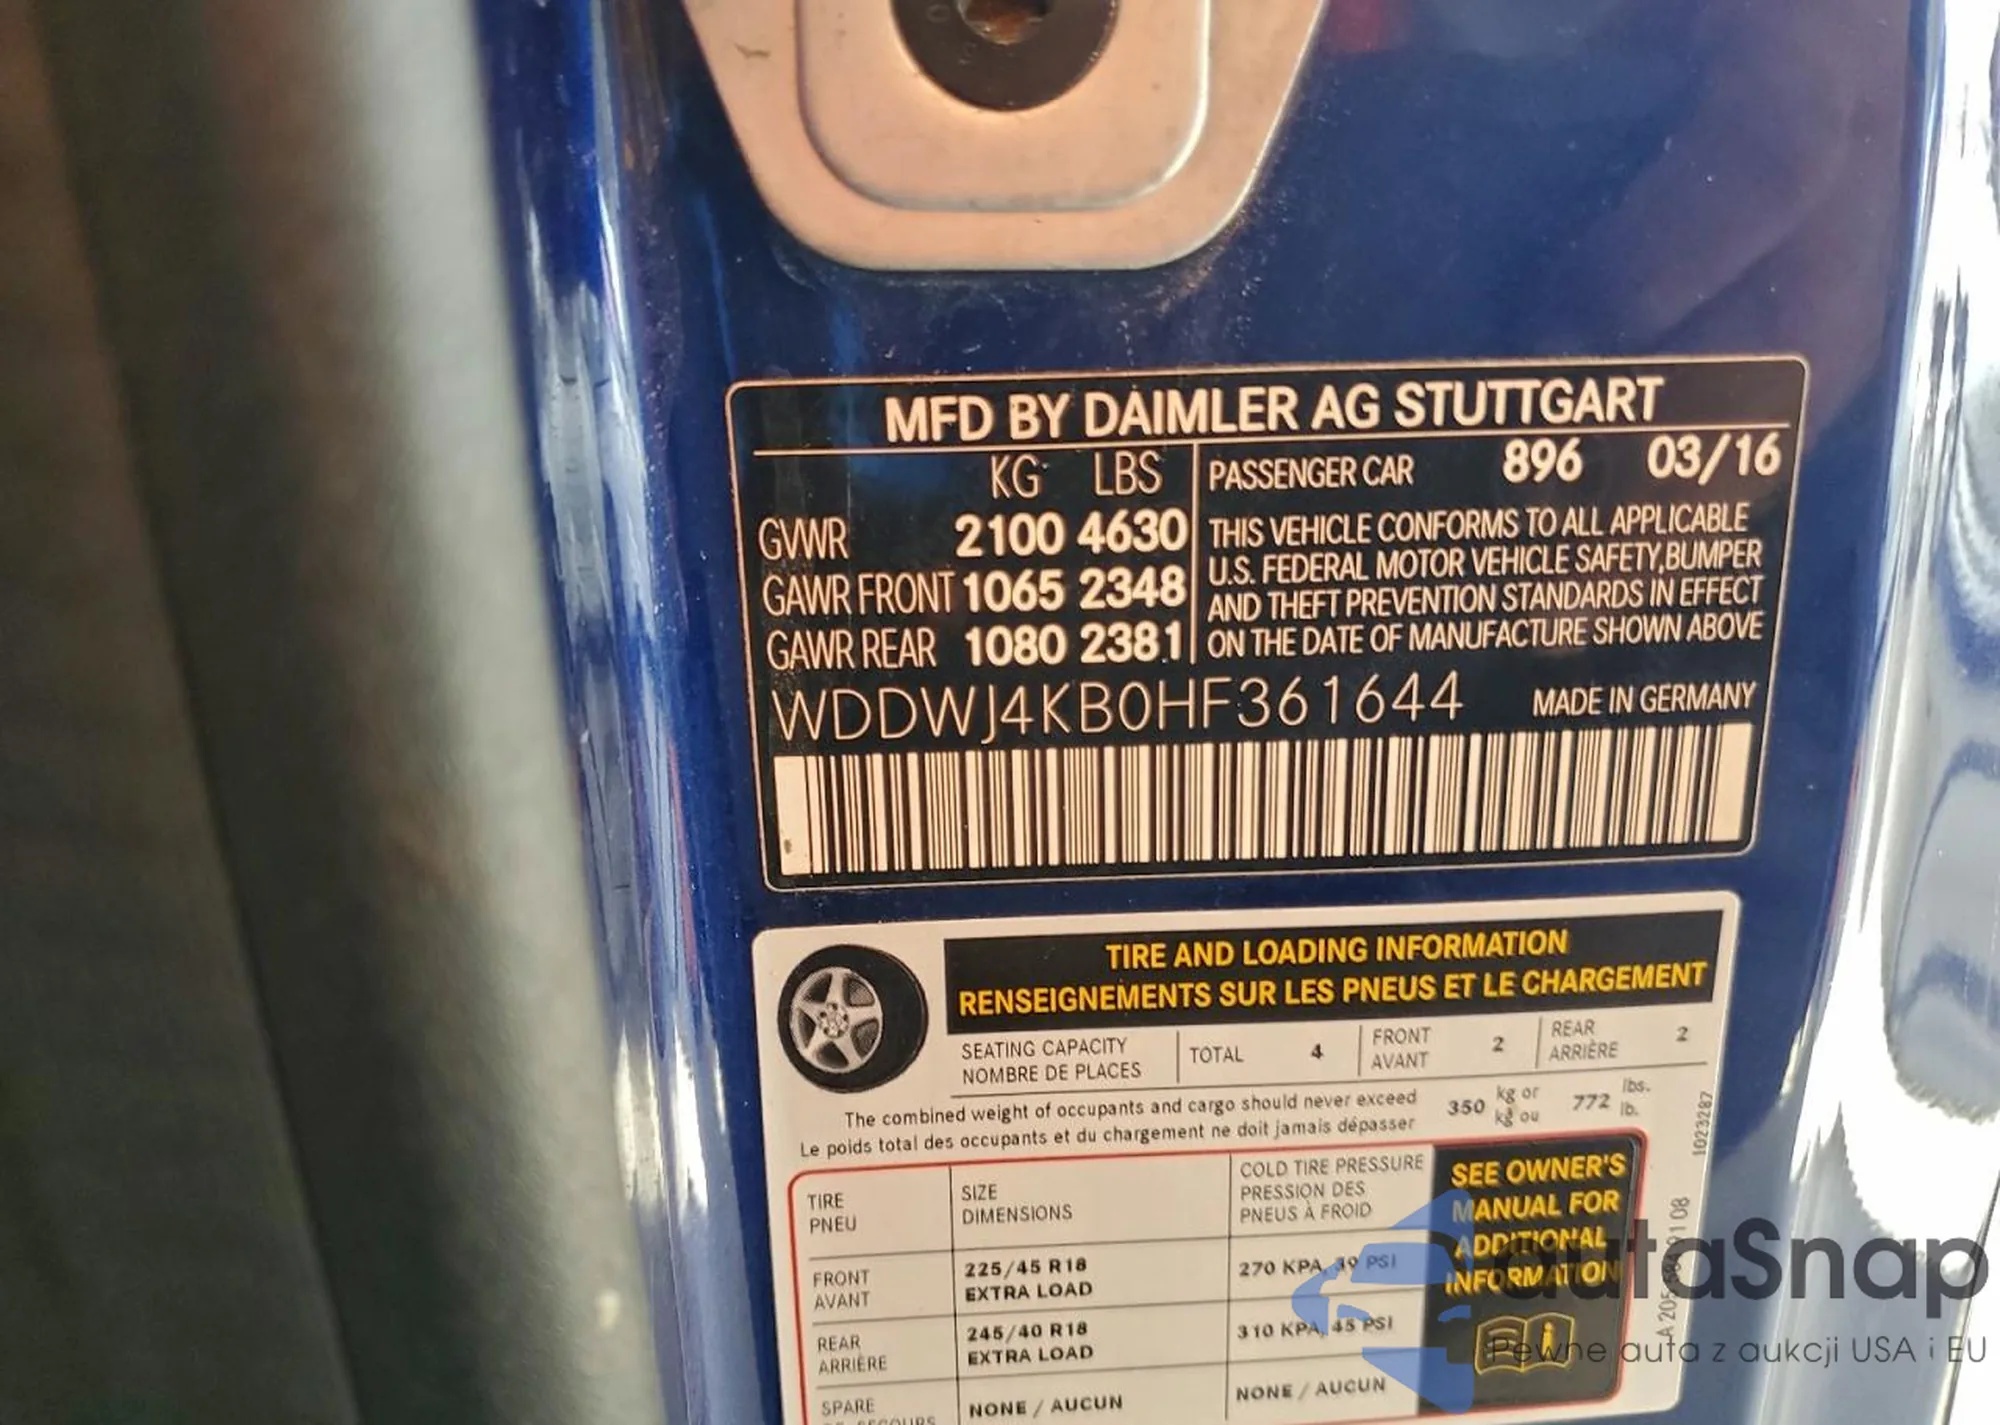 MFD BY DAIMLER AG STUTTGART
KG LBS
PASSENGER CAR 896 03/16
GVWR 2100 4630
GAWR FRONT 1065 2348
GAWR REAR 1080 2381
THIS VEHICLE CONFORMS TO ALL APPLICABLE
U.S. FEDERAL MOTOR VEHICLE SAFETY,BUMPER
AND THEFT PREVENTION STANDARDS IN EFFECT
ON THE DATE OF MANUFACTURE SHOWN ABOVE
WDDWJ4KB0HF361644 MADE IN GERMANY
TIRE AND LOADING INFORMATION
RENSEIGNEMENTS SUR LES PNEUS ET LE CHARGEMENT
SEATING CAPACITY
NOMBRE DE PLACES
TOTAL 4
FRONT
AVANT
2
REAR
ARRIÈRE
2
The combined weight of occupants and cargo should never exceed
Le poids total des occupants et du chargement ne doit jamais dépasser
350 kg or
kg ou
772 lbs.
lb.
1023287
TIRE
PNEU
SIZE
DIMENSIONS
COLD TIRE PRESSURE
PRESSION DES
PNEUS À FROID
SEE OWNER'S
MANUAL FOR
ADDITIONAL
INFORMATION
FRONT
AVANT
225/45 R18
EXTRA LOAD
270 KPA, 39 PSI
REAR
ARRIÈRE
245/40 R18
EXTRA LOAD
310 KPA, 45 PSI
SPARE
DE SECOURS
NONE / AUCUN
NONE / AUCUN
autaSnap
Pewne auta z aukcji USA i EU